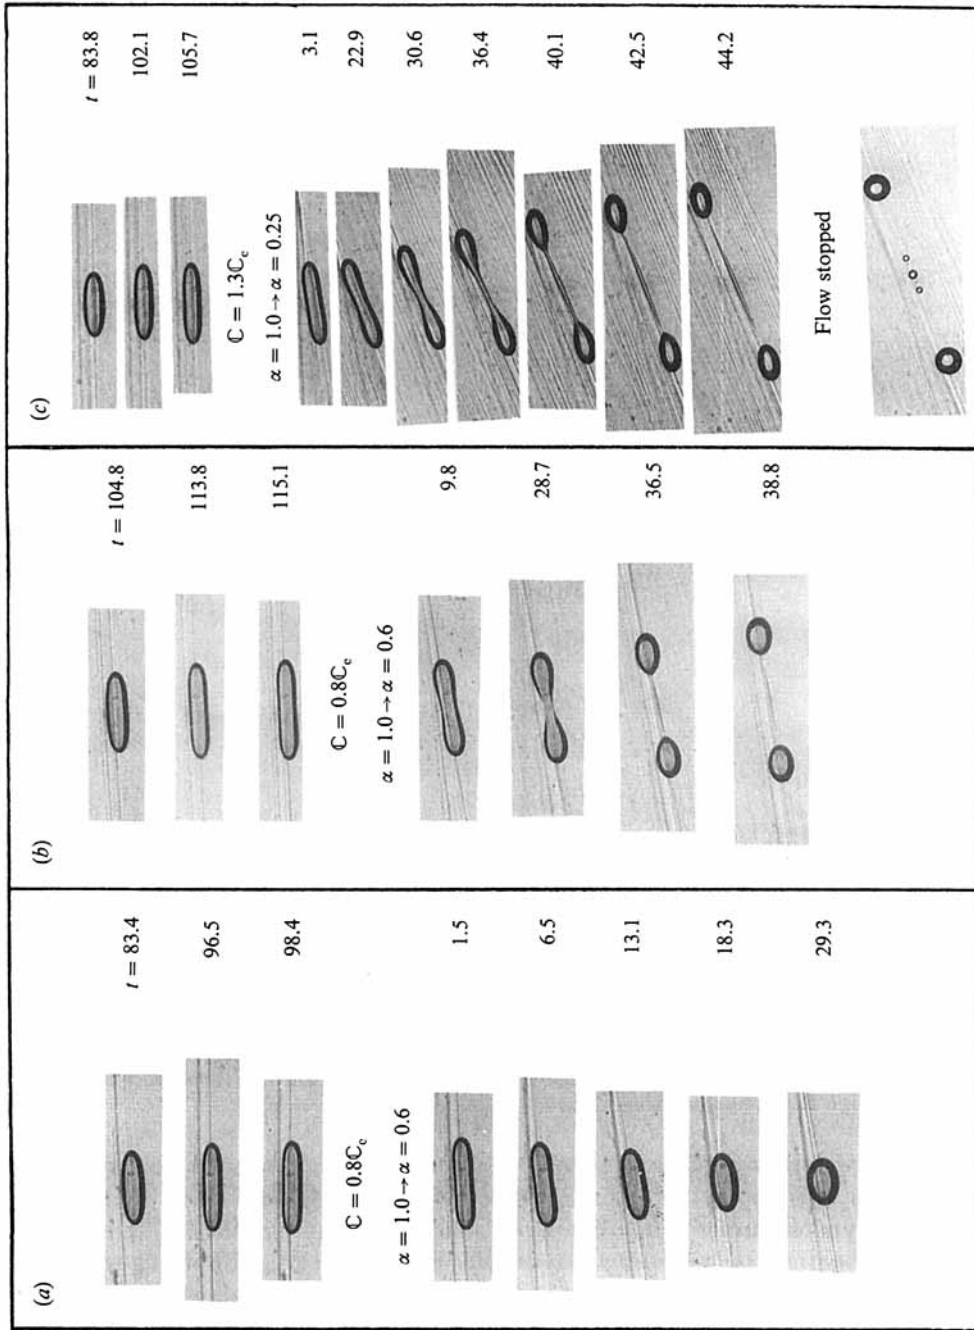 (a)
t = 83.4
96.5
98.4
ℂ = 0.8ℂc
α = 1.0 → α = 0.6
1.5
6.5
13.1
18.3
29.3
(b)
t = 104.8
113.8
115.1
ℂ = 0.8ℂc
α = 1.0 → α = 0.6
9.8
28.7
36.5
38.8
(c)
t = 83.8
102.1
105.7
ℂ = 1.3ℂc
α = 1.0 → α = 0.25
3.1
22.9
30.6
36.4
40.1
42.5
44.2
Flow stopped